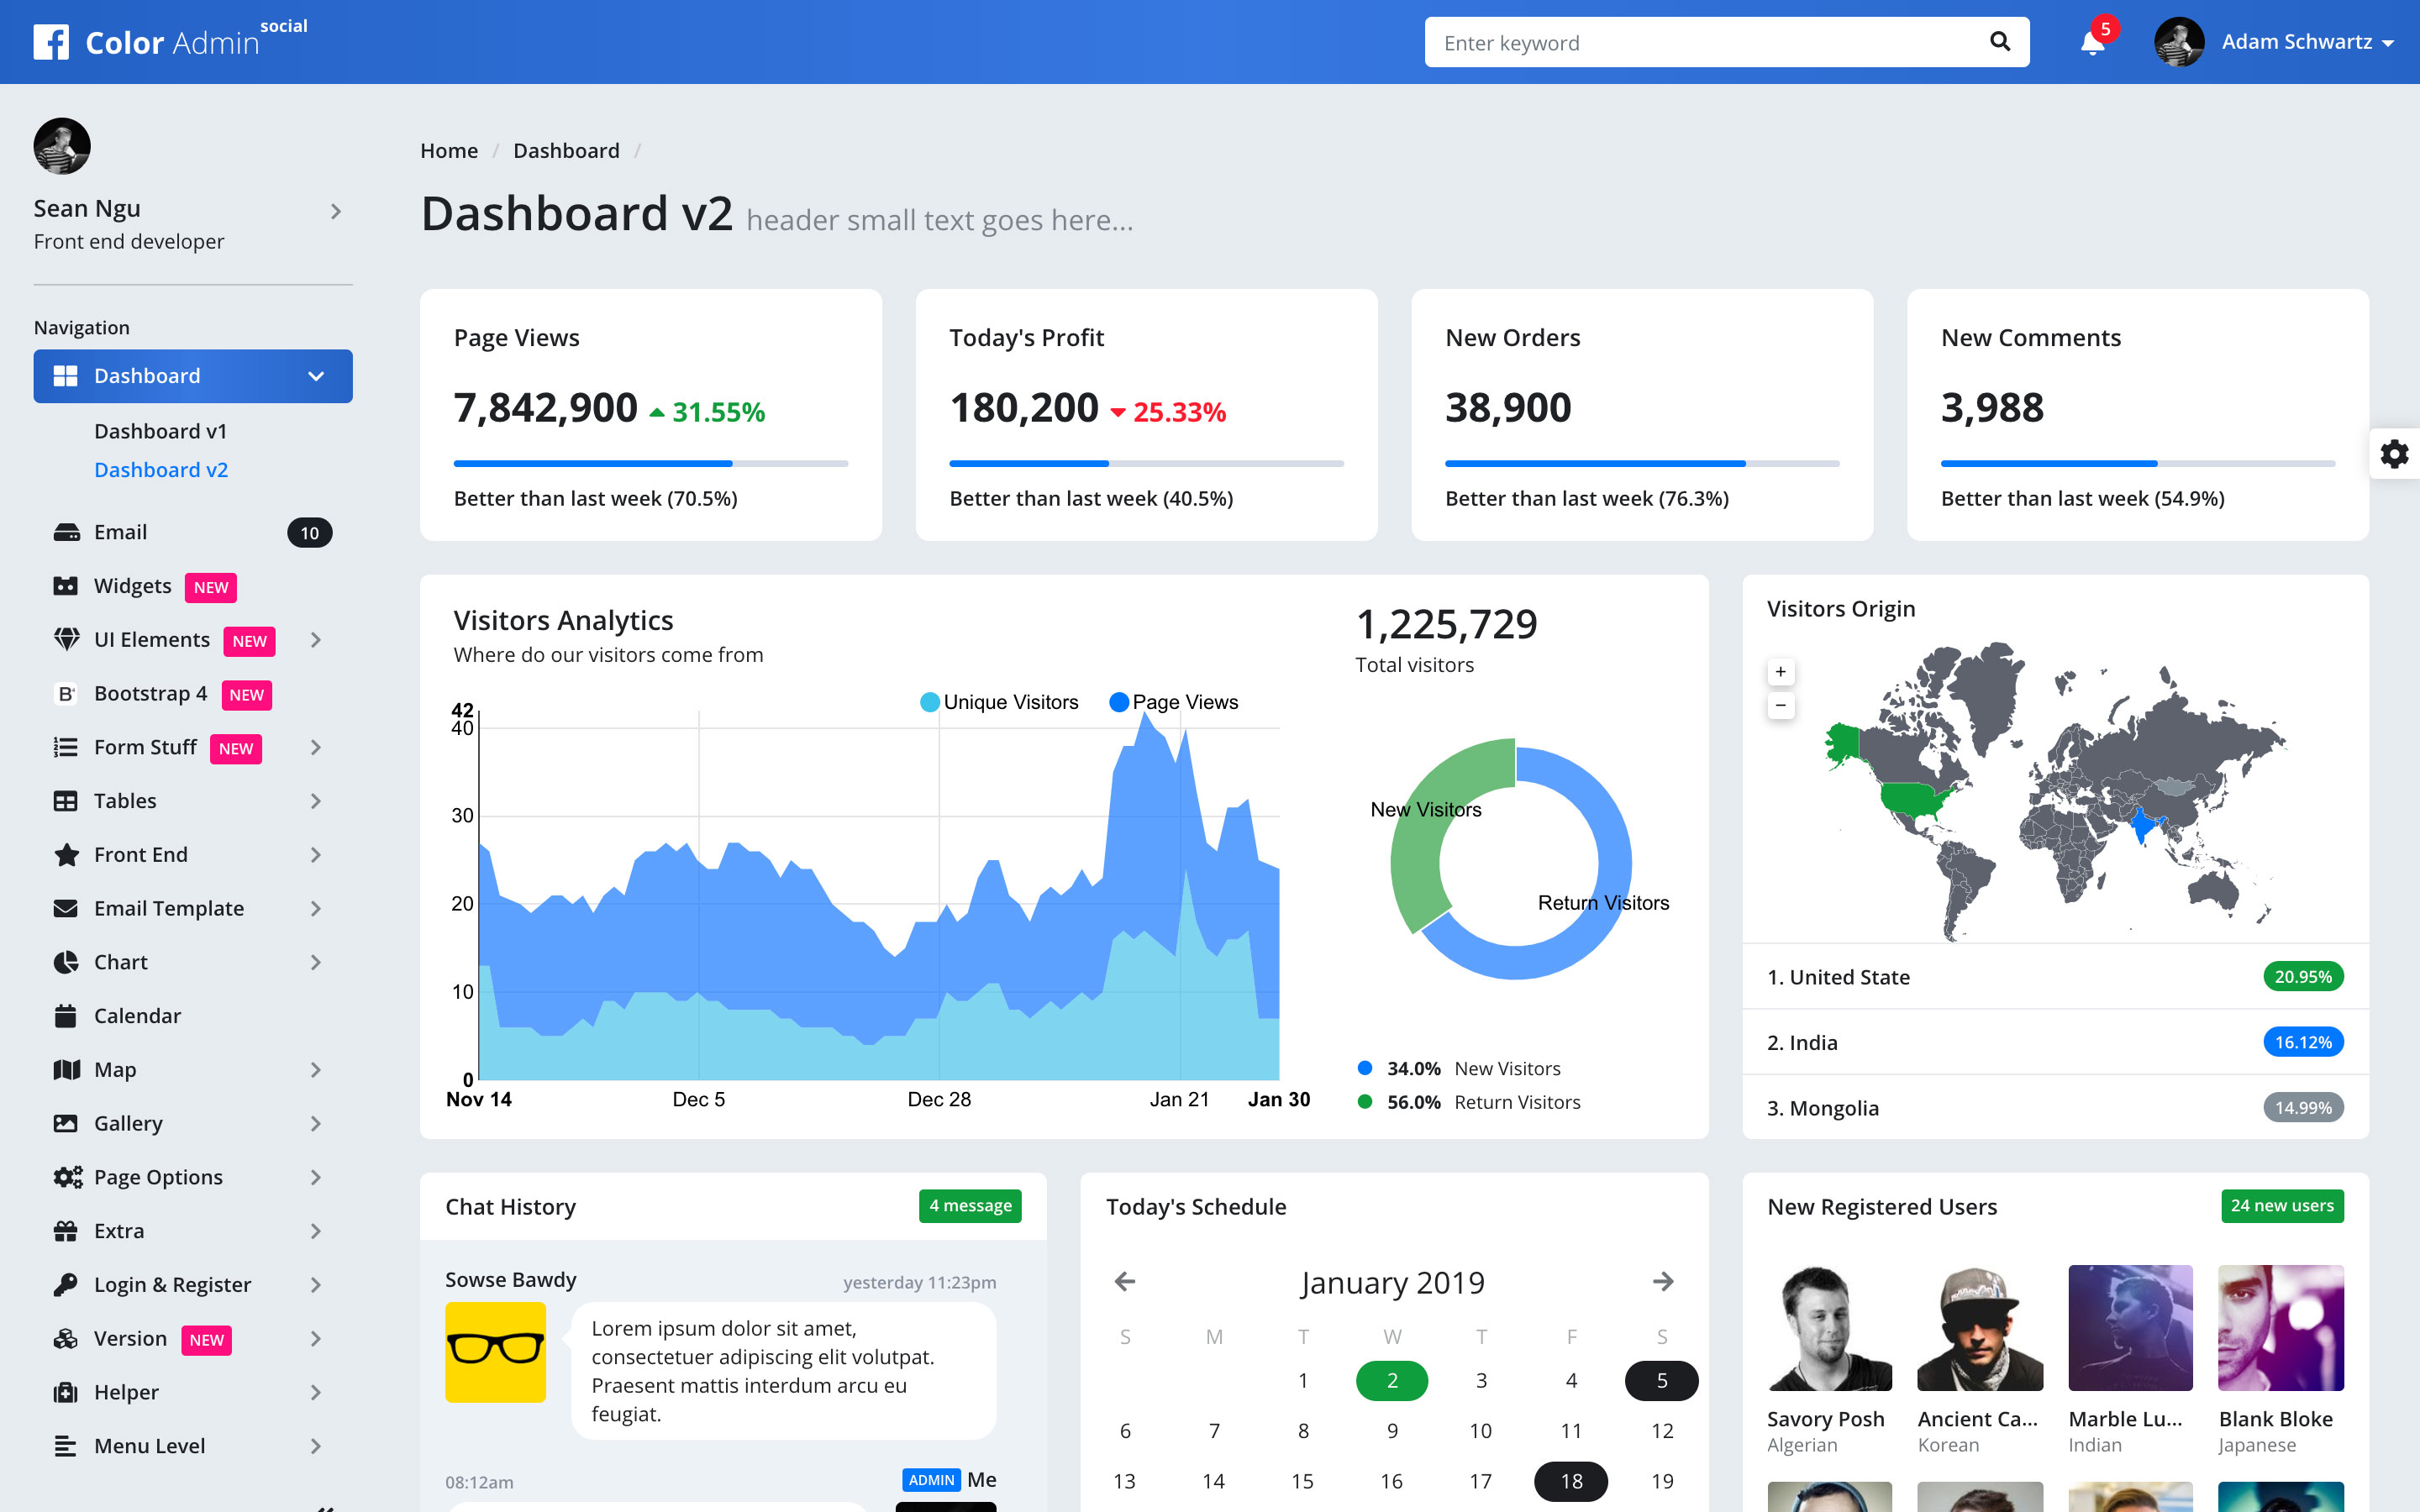 Color Admin social
Enter keyword
5
Adam Schwartz
Sean Ngu
Front end developer
Navigation
Dashboard
Dashboard v1
Dashboard v2
Email 10
Widgets NEW
UI Elements NEW
B Bootstrap 4 NEW
Form Stuff NEW
Tables
Front End
Email Template
Chart
Calendar
Map
Gallery
Page Options
Extra
Login & Register
Version NEW
Helper
Menu Level
Home / Dashboard /
Dashboard v2 header small text goes here...
Page Views
7,842,900 31.55%
Better than last week (70.5%)
Today's Profit
180,200 25.33%
Better than last week (40.5%)
New Orders
38,900
Better than last week (76.3%)
New Comments
3,988
Better than last week (54.9%)
Visitors Analytics
Where do our visitors come from
Unique Visitors Page Views
42
40
30
20
10
0
Nov 14 Dec 5 Dec 28 Jan 21 Jan 30
1,225,729
Total visitors
New Visitors
Return Visitors
34.0% New Visitors
56.0% Return Visitors
Visitors Origin
+
−
1. United State 20.95%
2. India 16.12%
3. Mongolia 14.99%
Chat History 4 message
Sowse Bawdy yesterday 11:23pm
Lorem ipsum dolor sit amet,
consectetuer adipiscing elit volutpat.
Praesent mattis interdum arcu eu
feugiat.
08:12am ADMIN Me
Today's Schedule
January 2019
S M T W T F S
1 2 3 4 5
6 7 8 9 10 11 12
13 14 15 16 17 18 19
New Registered Users 24 new users
Savory Posh
Algerian
Ancient Ca...
Korean
Marble Lu...
Indian
Blank Bloke
Japanese